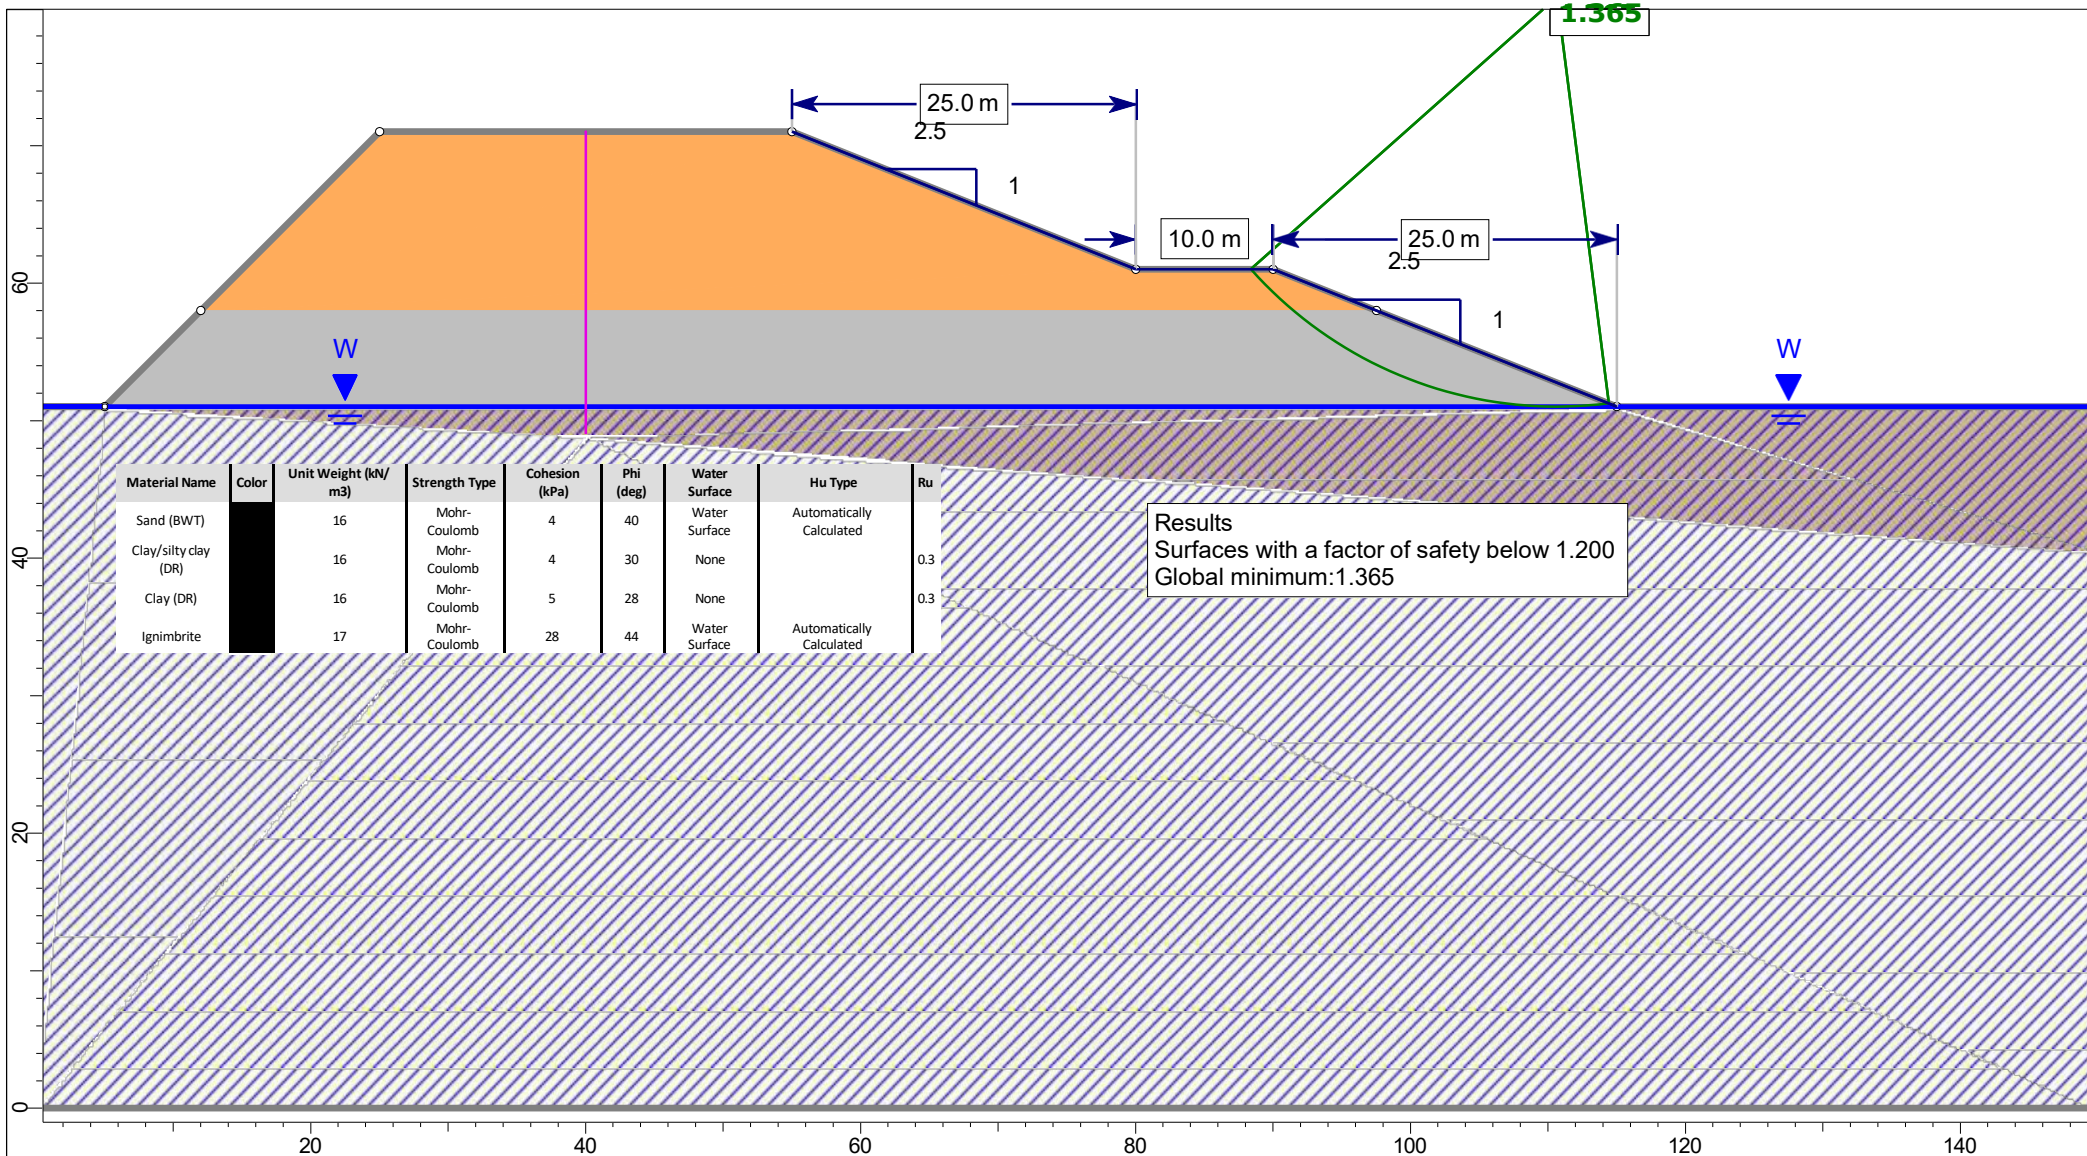 1.365
25.0 m
2.5
1
10.0 m
25.0 m
2.5
1
W
W
Material Name Color Unit Weight (kN/m3) Strength Type Cohesion (kPa) Phi (deg) Water Surface Hu Type Ru
Sand (BWT) 16 Mohr-Coulomb 4 40 Water Surface Automatically Calculated
Clay/silty clay (DR) 16 Mohr-Coulomb 4 30 None 0.3
Clay (DR) 16 Mohr-Coulomb 5 28 None 0.3
Ignimbrite 17 Mohr-Coulomb 28 44 Water Surface Automatically Calculated
Results
Surfaces with a factor of safety below 1.200
Global minimum:1.365
60
40
20
0
20 40 60 80 100 120 140